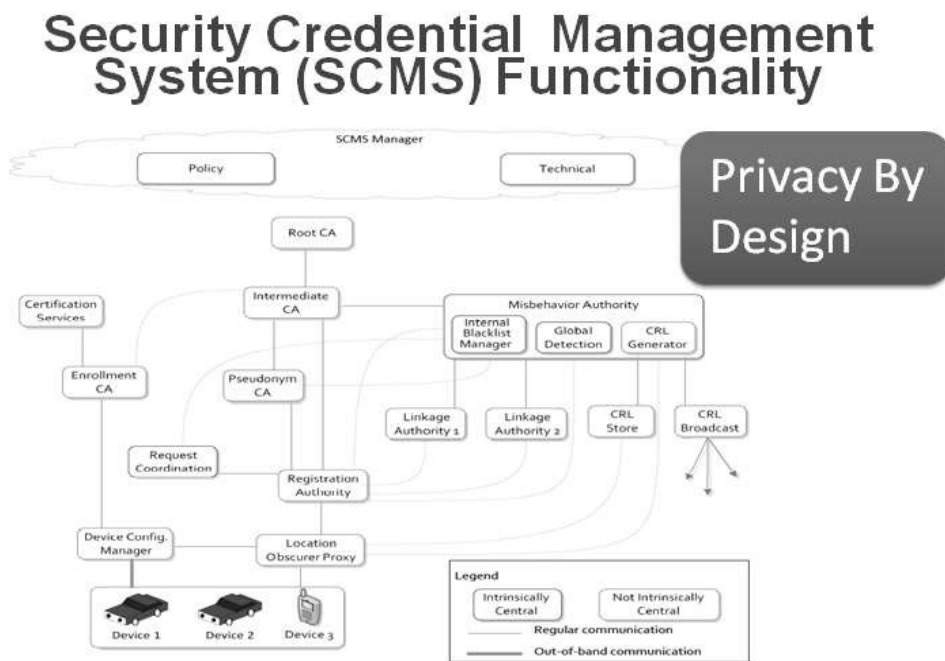 Security Credential Management
System (SCMS) Functionality
SCMS Manager
Policy
Technical
Privacy By
Design
Root CA
Intermediate
CA
Certification
Services
Misbehavior Authority
Internal
Blacklist
Manager
Global
Detection
CRL
Generator
Enrollment
CA
Pseudonym
CA
Linkage
Authority 1
Linkage
Authority 2
CRL
Store
CRL
Broadcast
Request
Coordination
Registration
Authority
Device Config.
Manager
Location
Obscurer Proxy
Device 1
Device 2
Device 3
Legend
Intrinsically
Central
Not Intrinsically
Central
Regular communication
Out-of-band communication